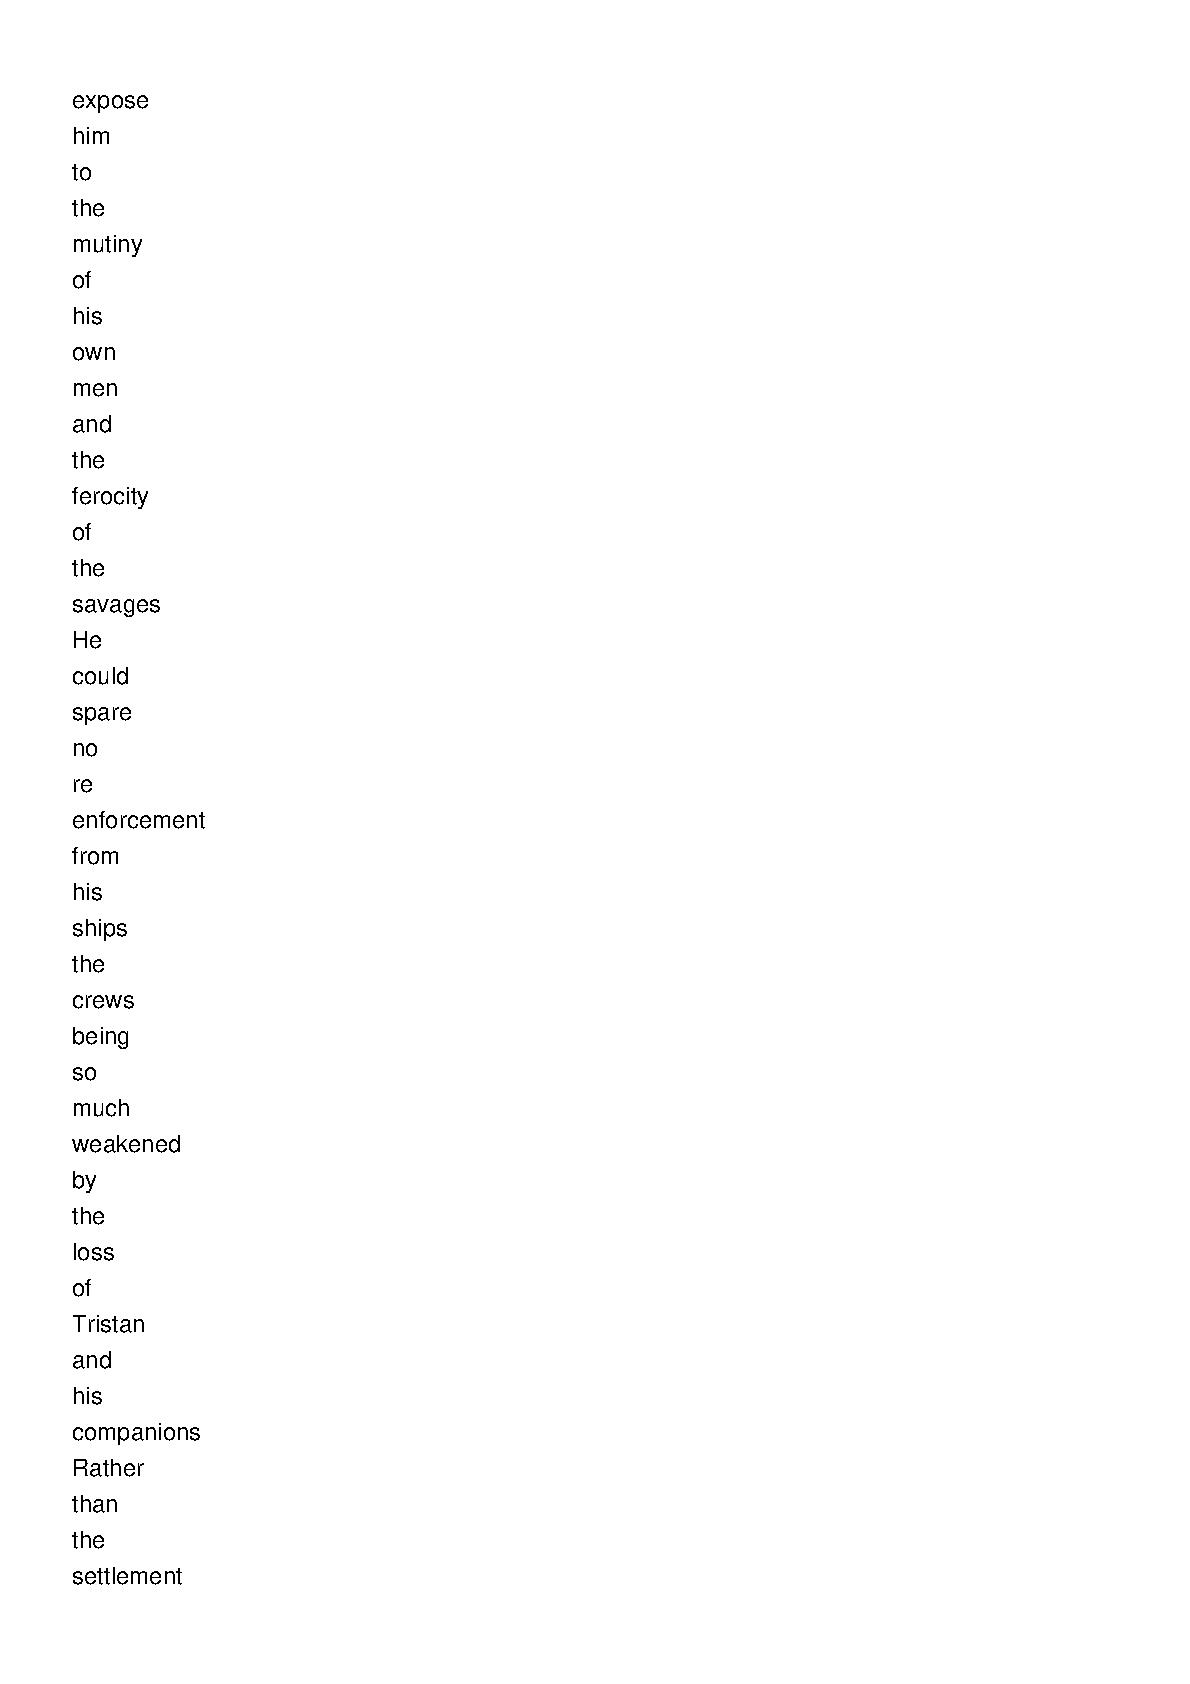 expose
him
to
the
mutiny
of
his
own
men
and
the
ferocity
of
the
savages
He
could
spare
no
re
enforcement
from
his
ships
the
crews
being
so
much
weakened
by
the
loss
of
Tristan
and
his
companions
Rather
than
the
settlement